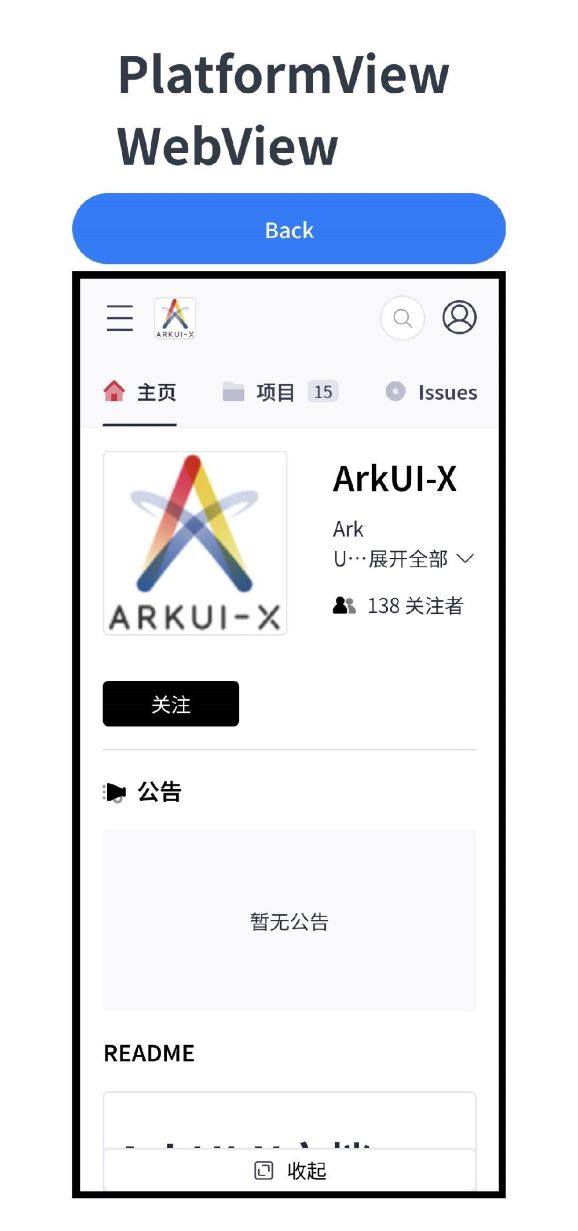 PlatformView
WebView
Back
ARKUI-X
主页 项目 15 Issues
ARKUI-X
ArkUI-X
Ark
U…展开全部
138 关注者
关注
公告
暂无公告
README
收起